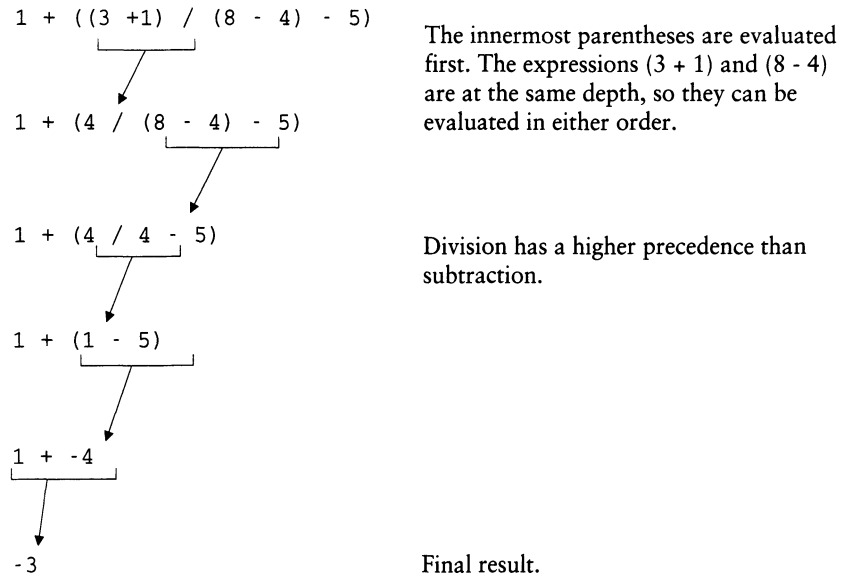 1 + ((3 +1) / (8 - 4) - 5)
The innermost parentheses are evaluated
first. The expressions (3 + 1) and (8 - 4)
are at the same depth, so they can be
evaluated in either order.
1 + (4 / (8 - 4) - 5)
1 + (4 / 4 - 5)
Division has a higher precedence than
subtraction.
1 + (1 - 5)
1 + -4
-3
Final result.